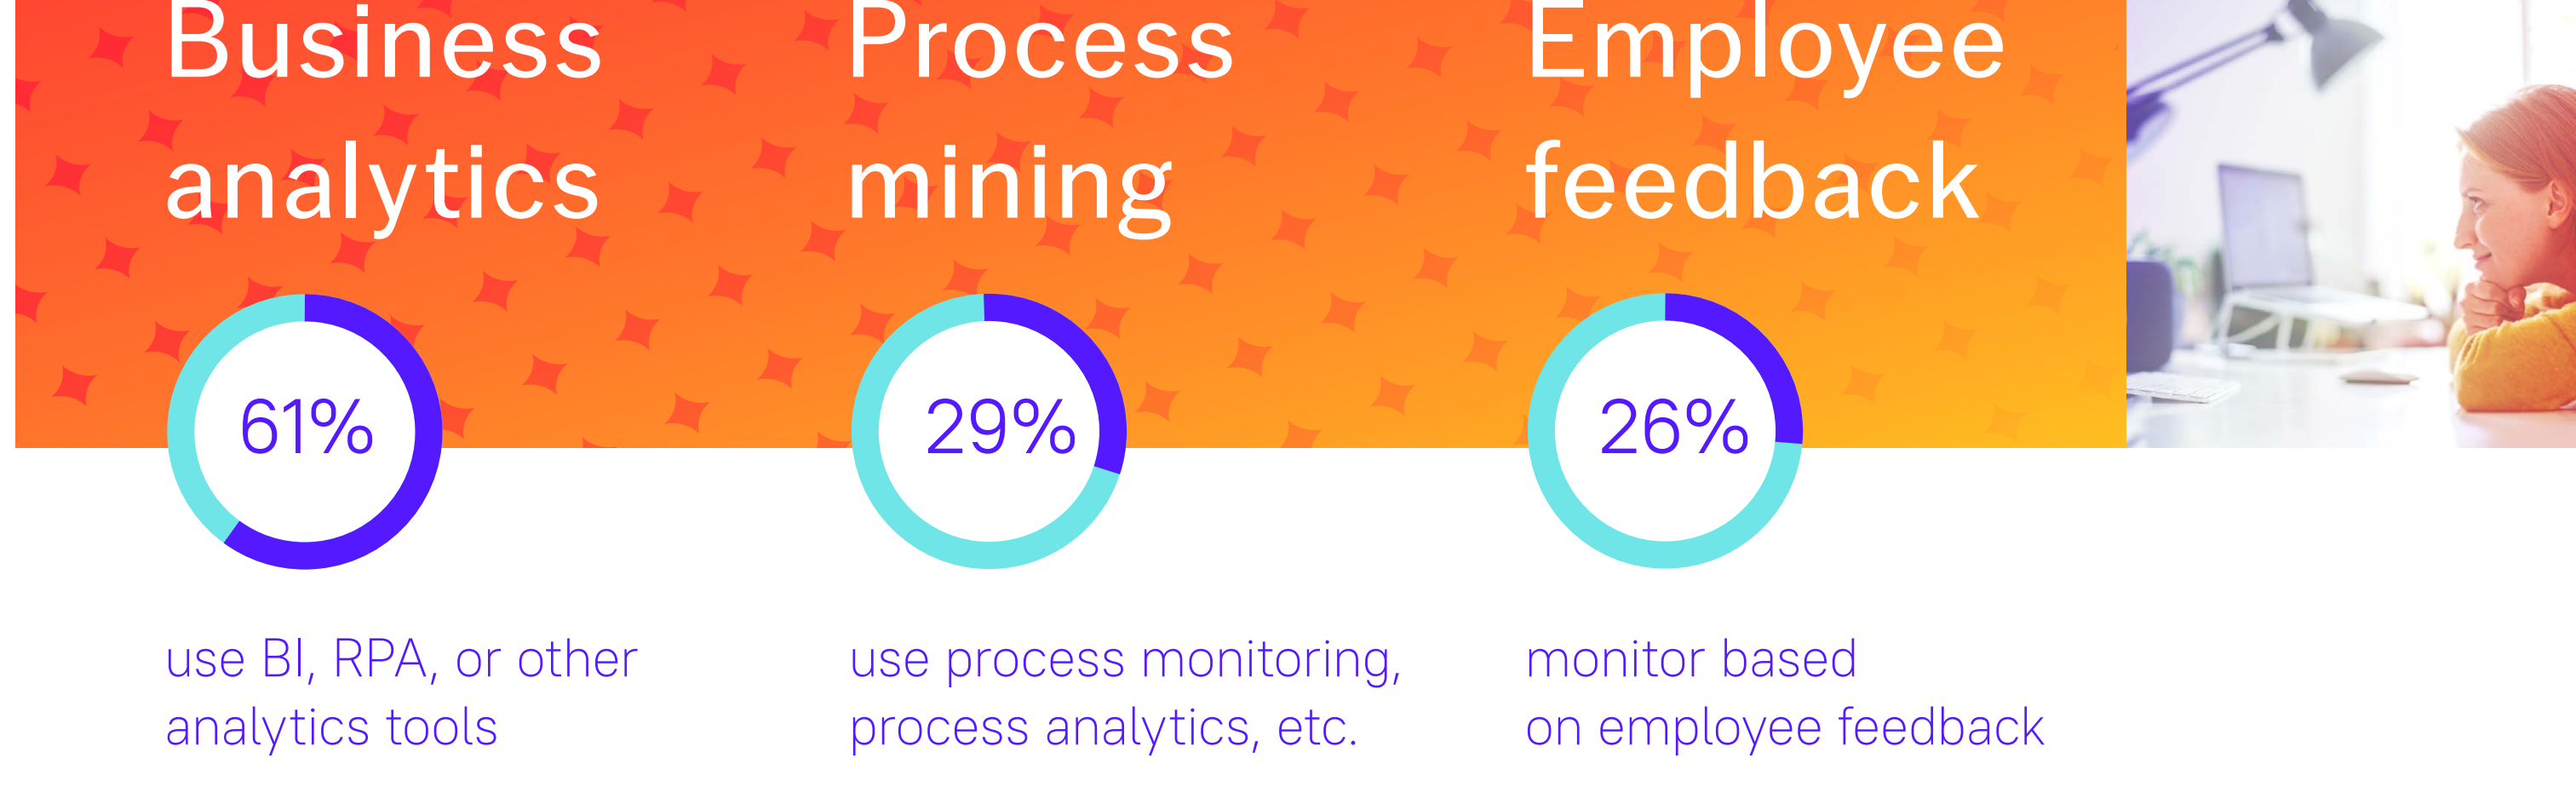 Business
analytics
61%
use BI, RPA, or other
analytics tools
Process
mining
29%
use process monitoring,
process analytics, etc.
Employee
feedback
26%
monitor based
on employee feedback